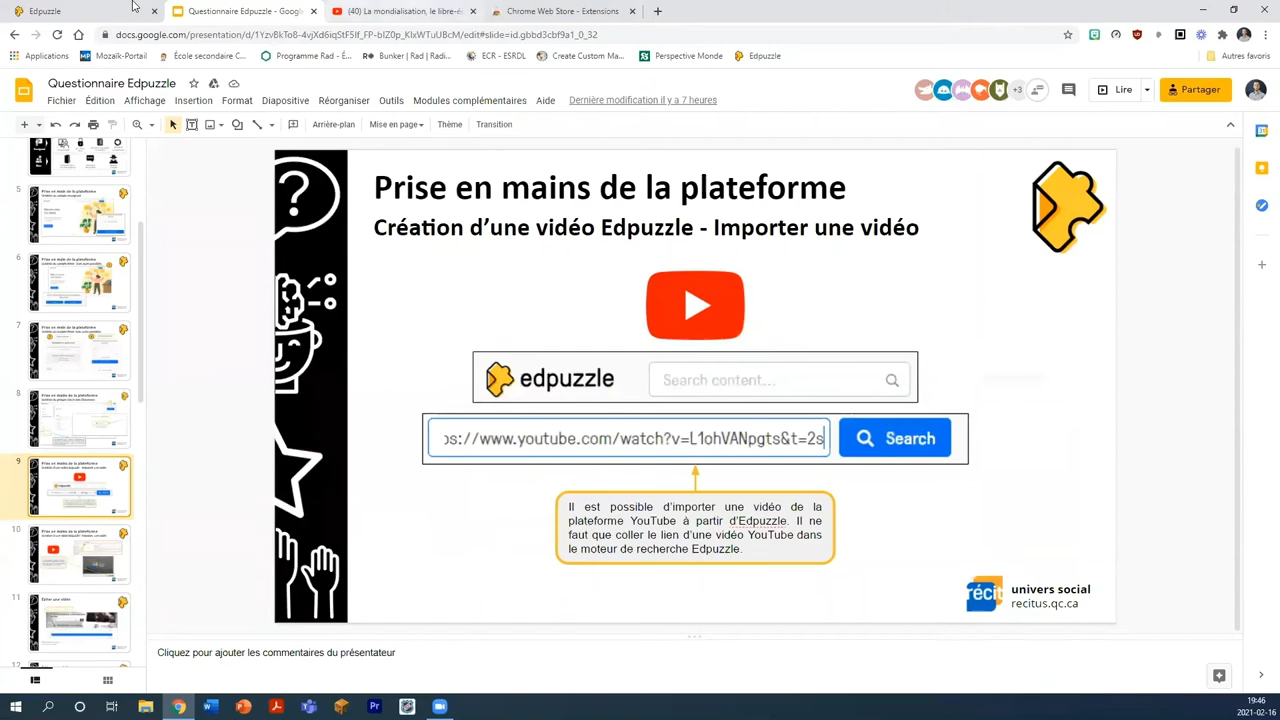 Edpuzzle
Questionnaire Edpuzzle - Google
(40) La mondialisation, le libre-é
Chrome Web Store - Extensions
docs.google.com/presentation/d/1YzvBkTo8-4vjXd6iqStF5If_FP-bIZ0p_KIxWTuUBcM/edit#slide=id.gbbd3cbf9a1_0_32
Applications
Mozaïk-Portail
École secondaire C...
Programme Rad - É...
Bunker | Rad | Radi...
ECR - CSDL
Create Custom Ma...
Perspective Monde
Edpuzzle
Autres favoris
Questionnaire Edpuzzle
Fichier Édition Affichage Insertion Format Diapositive Réorganiser Outils Modules complémentaires Aide Dernière modification il y a 7 heures
+3
Lire
Partager
Arrière-plan Mise en page Thème Transition
5
6
7
8
9
10
11
12
Prise en mains de la plateforme
Création d'une vidéo Edpuzzle - Importer une vidéo
edpuzzle
Search content...
os://www.youtube.com/watch?v=L1ohVANpgts&t=2s
Search
Il est possible d'importer une vidéo de la
plateforme YouTube à partir d'Edpuzzle. Il ne
faut que coller le lien d'une vidéo YouTube dans
le moteur de recherche Edpuzzle.
récit
univers social
recitus.qc.ca
Cliquez pour ajouter les commentaires du présentateur
19:46
2021-02-16